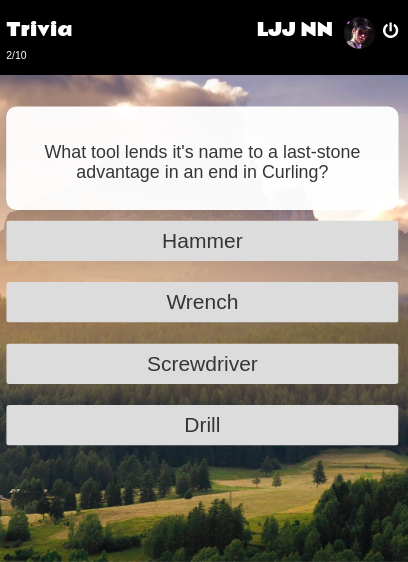 Trivia
LJJ NN
2/10
What tool lends it's name to a last-stone
advantage in an end in Curling?
Hammer
Wrench
Screwdriver
Drill